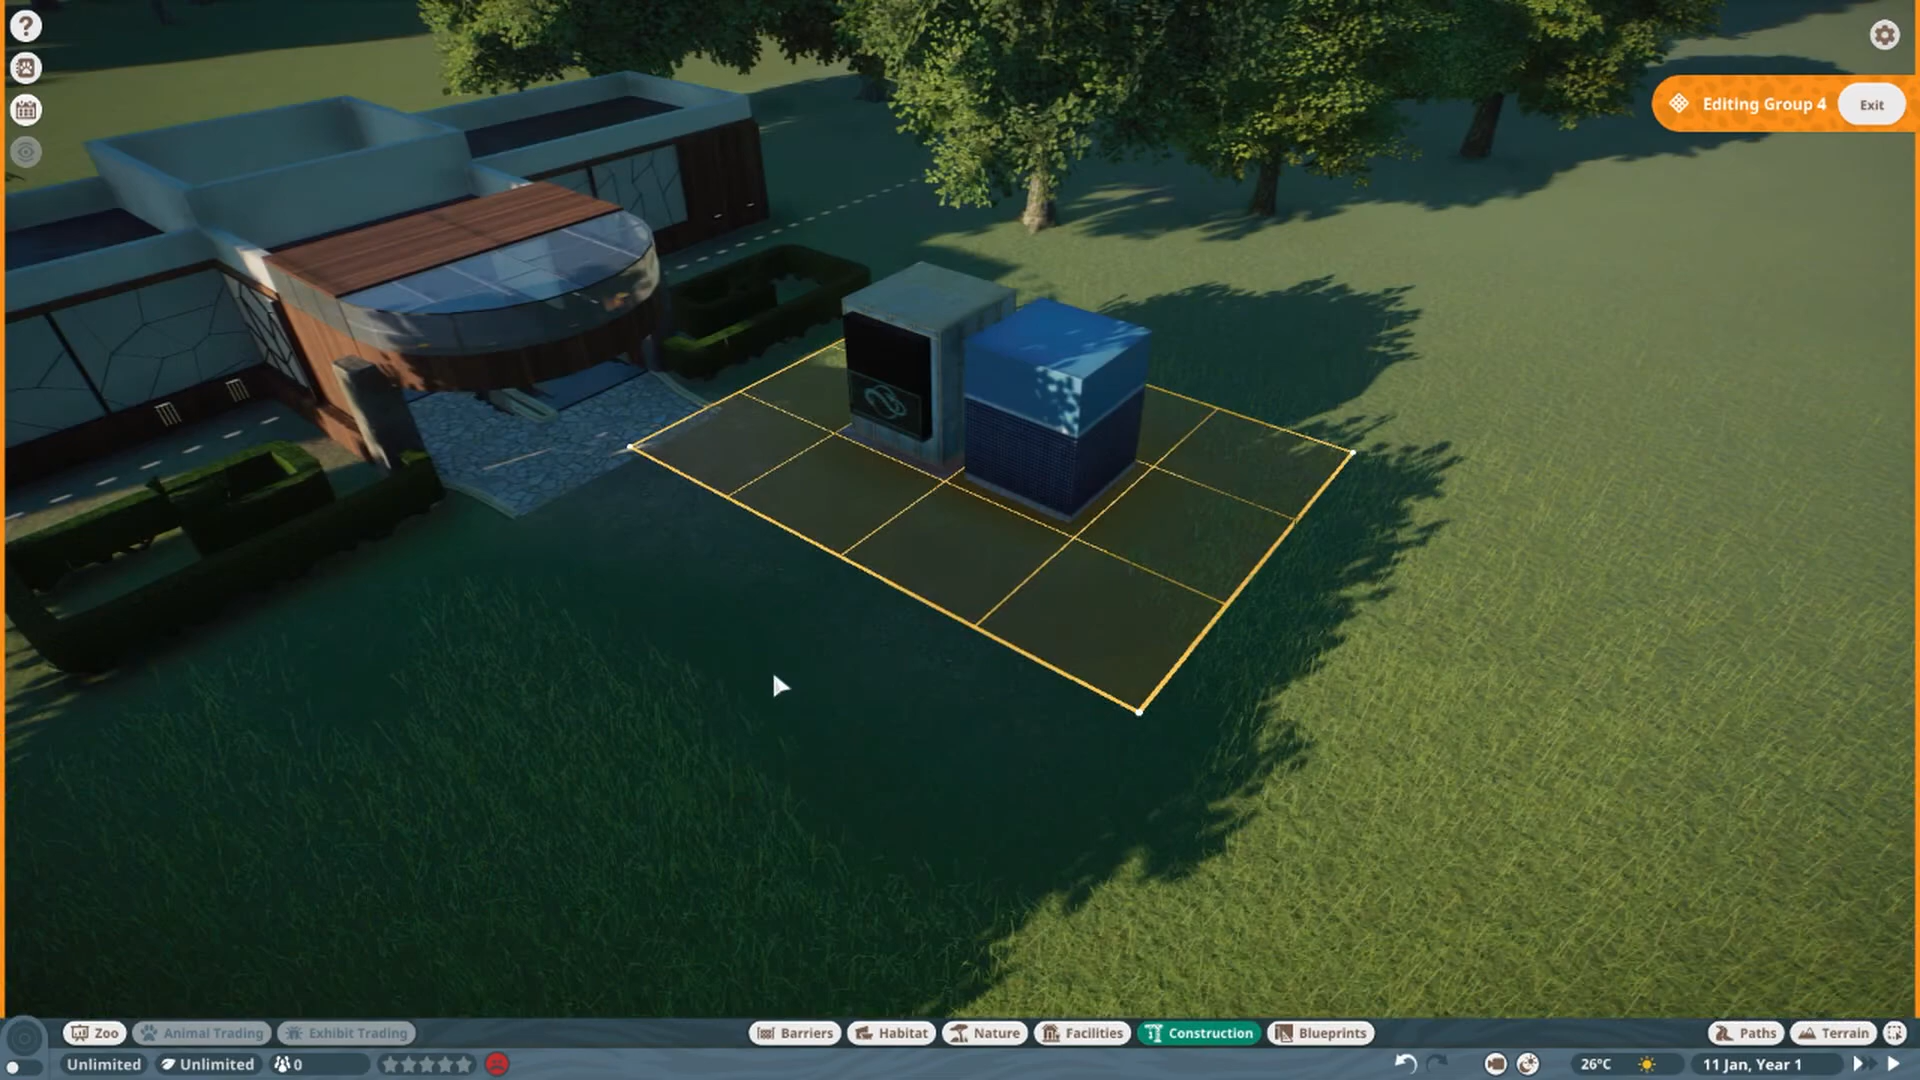 ?
Editing Group 4 Exit
Zoo Animal Trading Exhibit Trading Barriers Habitat Nature Facilities Construction Blueprints Paths Terrain
Unlimited Unlimited 0 26°C 11 Jan, Year 1